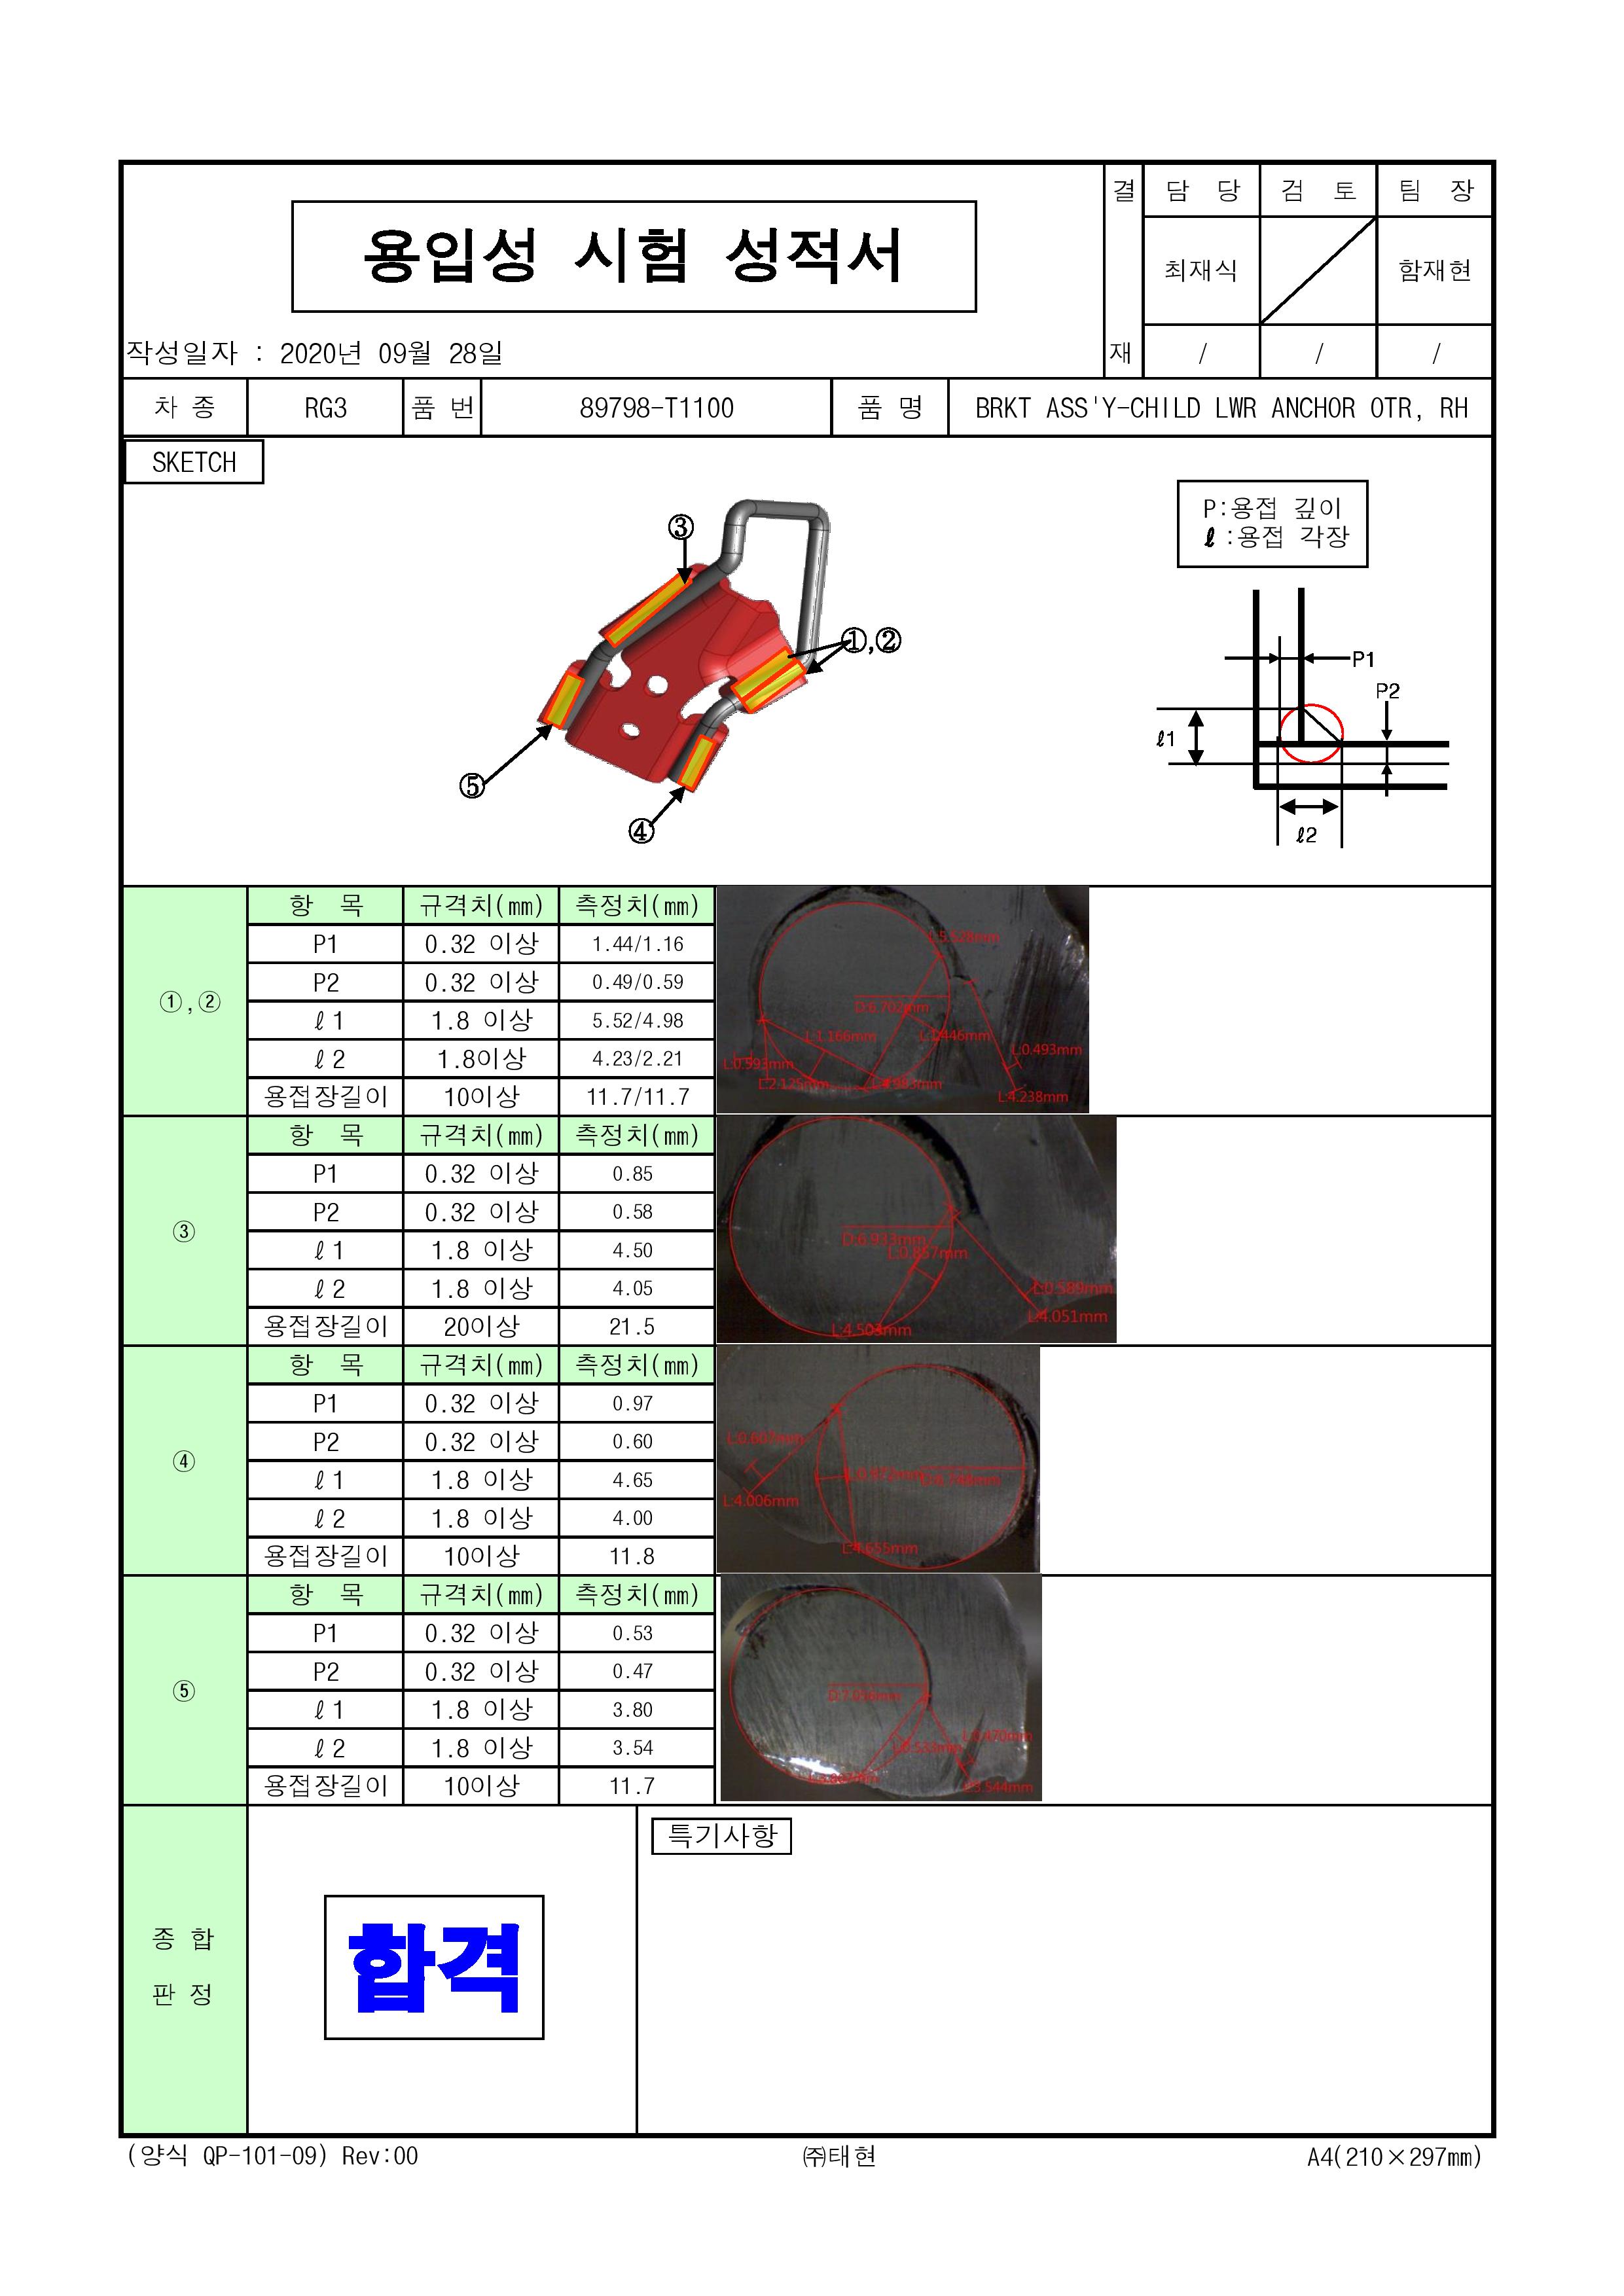 용입성 시험 성적서
결 재
담 당
검 토
팀 장
최재식
함재현
/
/
/
작성일자 : 2020년 09월 28일
차 종
RG3
품 번
89798-T1100
품 명
BRKT ASS'Y-CHILD LWR ANCHOR OTR, RH
SKETCH
③
①,②
⑤
④
P:용접 깊이
ℓ :용접 각장
P1
P2
ℓ1
ℓ2
①,②
항 목 규격치(㎜) 측정치(㎜)
P1 0.32 이상 1.44/1.16
P2 0.32 이상 0.49/0.59
ℓ1 1.8 이상 5.52/4.98
ℓ2 1.8이상 4.23/2.21
용접장길이 10이상 11.7/11.7
L:5.528mm
D:6.702mm
L:1.166mm
L:1.446mm
L:0.493mm
L:0.593mm
L:2.125mm
L:4.238mm
③
항 목 규격치(㎜) 측정치(㎜)
P1 0.32 이상 0.85
P2 0.32 이상 0.58
ℓ1 1.8 이상 4.50
ℓ2 1.8 이상 4.05
용접장길이 20이상 21.5
D:6.933mm
L:0.857mm
L:0.589mm
L:4.051mm
L:4.503mm
④
항 목 규격치(㎜) 측정치(㎜)
P1 0.32 이상 0.97
P2 0.32 이상 0.60
ℓ1 1.8 이상 4.65
ℓ2 1.8 이상 4.00
용접장길이 10이상 11.8
L:0.972mm
L:4.006mm
L:4.655mm
⑤
항 목 규격치(㎜) 측정치(㎜)
P1 0.32 이상 0.53
P2 0.32 이상 0.47
ℓ1 1.8 이상 3.80
ℓ2 1.8 이상 3.54
용접장길이 10이상 11.7
L:0.470mm
L:0.533mm
L:3.544mm
종 합
판 정
합격
특기사항
(양식 QP-101-09) Rev:00
㈜태현
A4(210×297㎜)